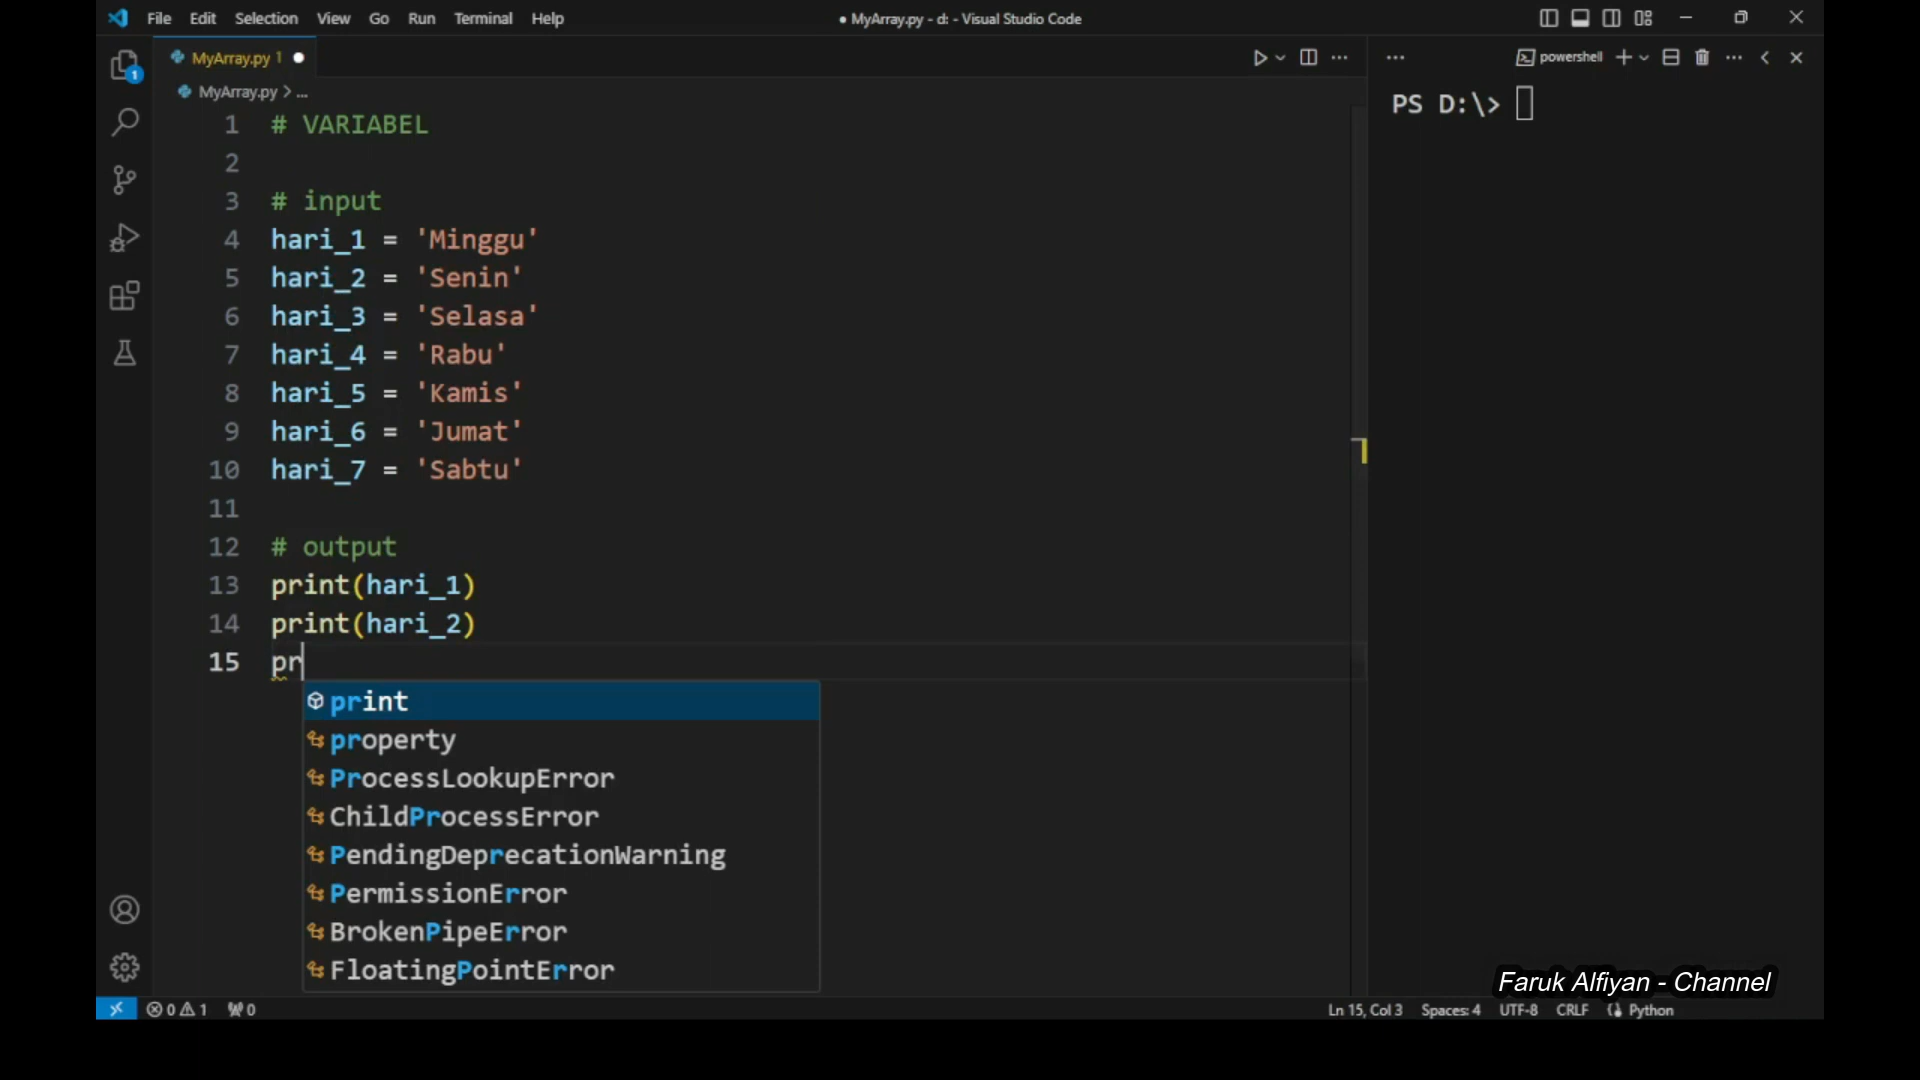 File Edit Selection View Go Run Terminal Help
● MyArray.py - d: - Visual Studio Code
MyArray.py 1 ●
powershell
1
MyArray.py > ...
PS D:\>
1 # VARIABEL
2
3 # input
4 hari_1 = 'Minggu'
5 hari_2 = 'Senin'
6 hari_3 = 'Selasa'
7 hari_4 = 'Rabu'
8 hari_5 = 'Kamis'
9 hari_6 = 'Jumat'
10 hari_7 = 'Sabtu'
11
12 # output
13 print(hari_1)
14 print(hari_2)
15 pr
print
property
ProcessLookupError
ChildProcessError
PendingDeprecationWarning
PermissionError
BrokenPipeError
FloatingPointError
Faruk Alfiyan - Channel
0 1 0
Ln 15, Col 3 Spaces: 4 UTF-8 CRLF Python